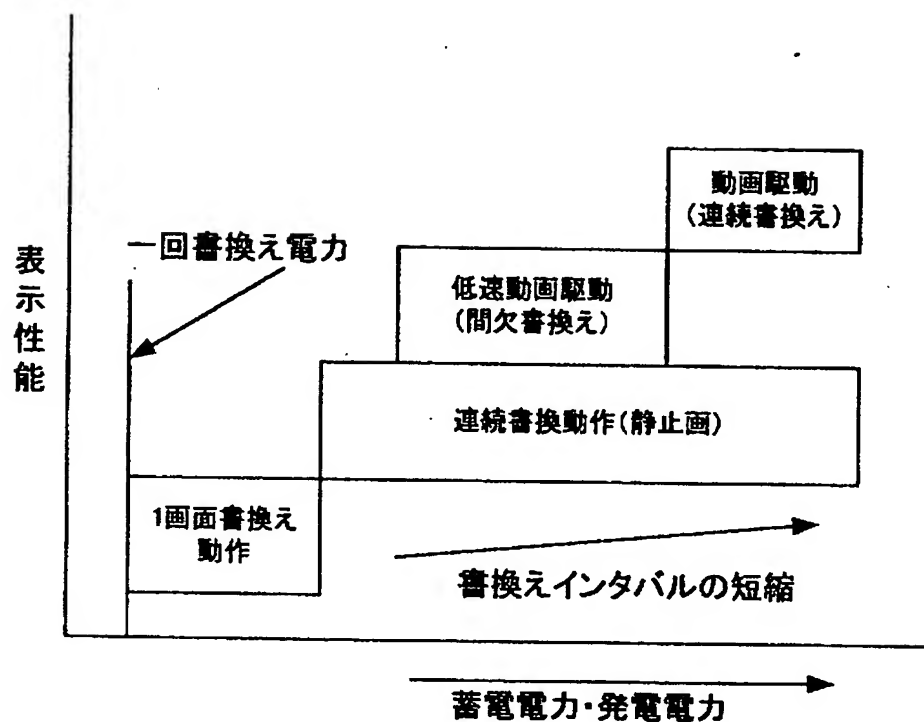 動画駆動
(連続書換え)
一回書換え電力
低速動画駆動
(間欠書換え)
表示性能
連続書換動作(静止画)
1画面書換え
動作
書換えインタバルの短縮
蓄電電力・発電電力